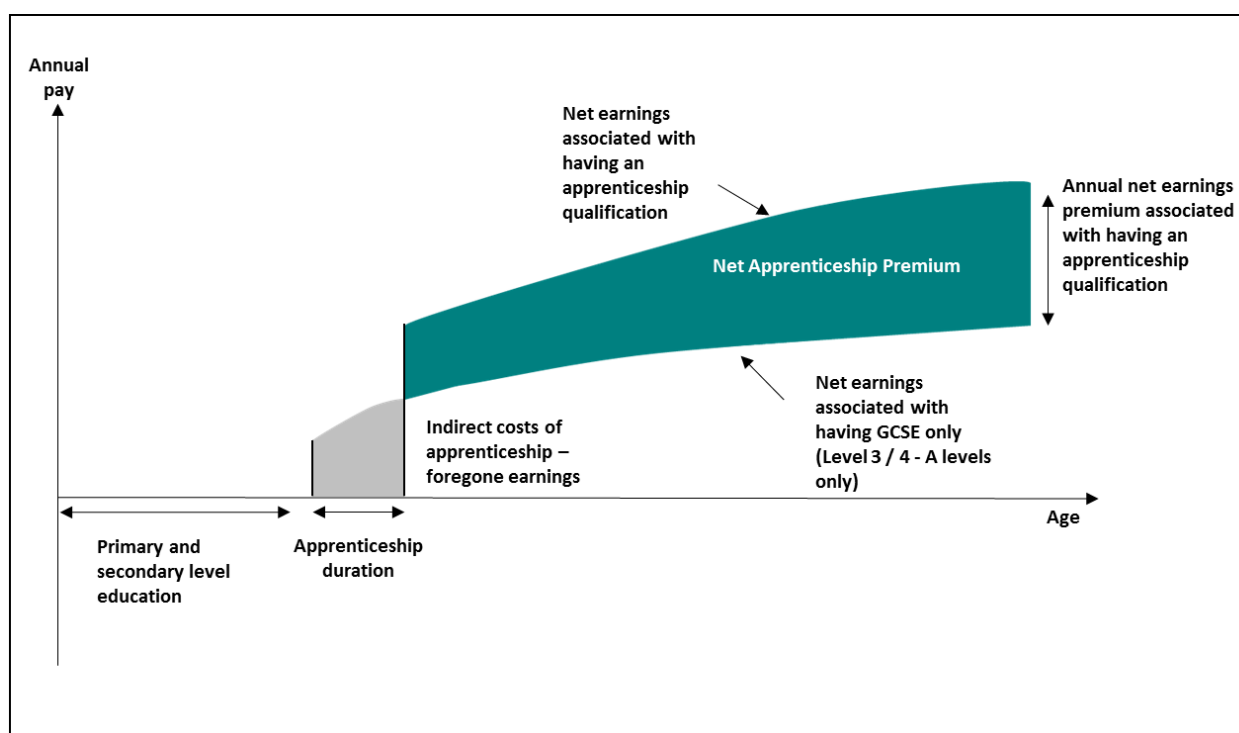 Annual
pay
Net earnings
associated with
having an
apprenticeship
qualification
Annual net earnings
premium associated
with having an
apprenticeship
qualification
Net Apprenticeship Premium
Net earnings
associated with
having GCSE only
(Level 3 / 4 - A levels
only)
Indirect costs of
apprenticeship –
foregone earnings
Age
Primary and
secondary level
education
Apprenticeship
duration